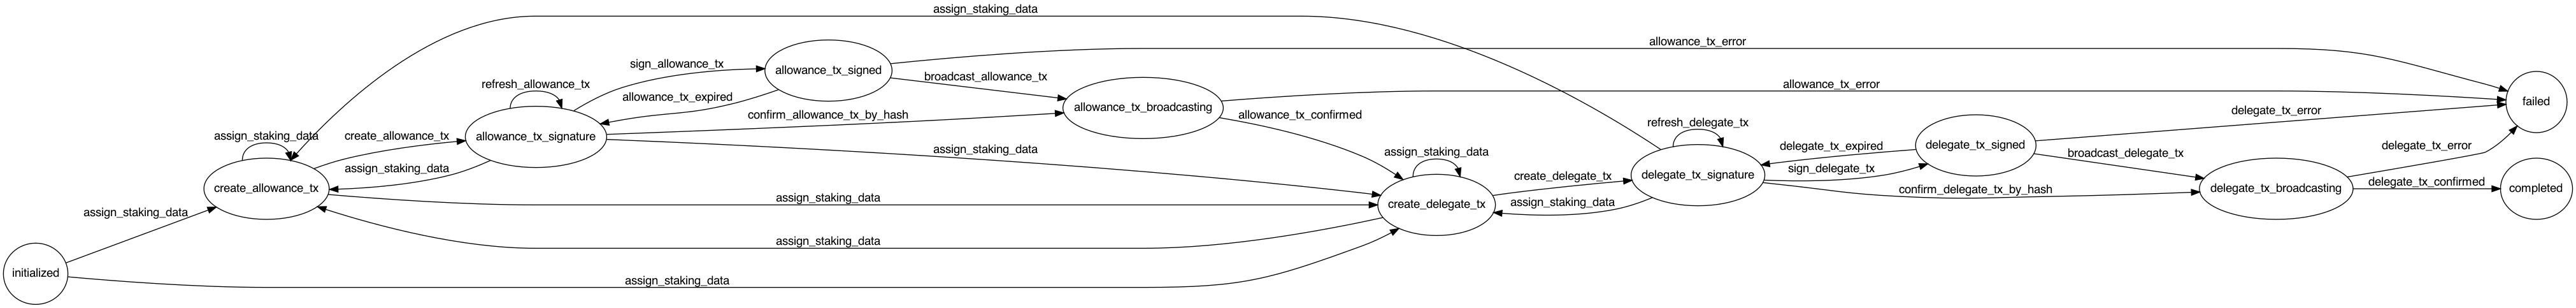 assign_staking_data
allowance_tx_error
sign_allowance_tx
allowance_tx_signed
broadcast_allowance_tx
refresh_allowance_tx
allowance_tx_expired
allowance_tx_error
failed
allowance_tx_broadcasting
confirm_allowance_tx_by_hash
allowance_tx_confirmed
delegate_tx_error
assign_staking_data
create_allowance_tx
allowance_tx_signature
refresh_delegate_tx
delegate_tx_expired
delegate_tx_signed
broadcast_delegate_tx
delegate_tx_error
assign_staking_data
assign_staking_data
assign_staking_data
sign_delegate_tx
create_allowance_tx
assign_staking_data
create_delegate_tx
delegate_tx_signature
confirm_delegate_tx_by_hash
delegate_tx_broadcasting
delegate_tx_confirmed
completed
assign_staking_data
create_delegate_tx
assign_staking_data
assign_staking_data
assign_staking_data
initialized
assign_staking_data